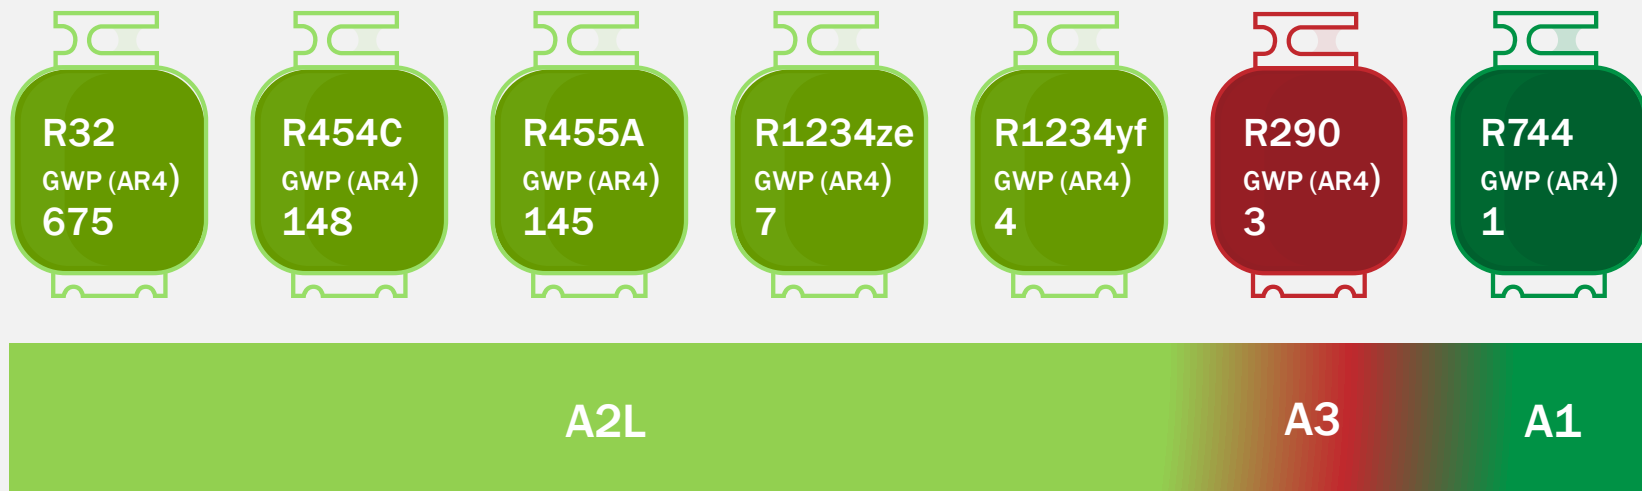 R32
GWP (AR4)
675
R454C
GWP (AR4)
148
R455A
GWP (AR4)
145
R1234ze
GWP (AR4)
7
R1234yf
GWP (AR4)
4
R290
GWP (AR4)
3
R744
GWP (AR4)
1
A2L
A3
A1